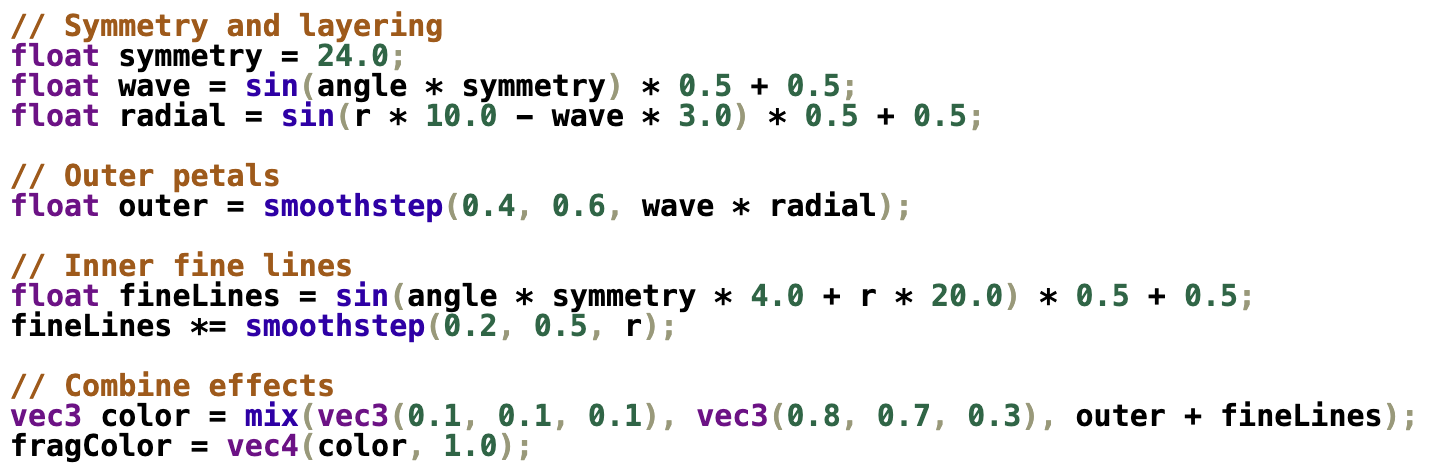 // Symmetry and layering
float symmetry = 24.0;
float wave = sin(angle * symmetry) * 0.5 + 0.5;
float radial = sin(r * 10.0 - wave * 3.0) * 0.5 + 0.5;
// Outer petals
float outer = smoothstep(0.4, 0.6, wave * radial);
// Inner fine lines
float fineLines = sin(angle * symmetry * 4.0 + r * 20.0) * 0.5 + 0.5;
fineLines *= smoothstep(0.2, 0.5, r);
// Combine effects
vec3 color = mix(vec3(0.1, 0.1, 0.1), vec3(0.8, 0.7, 0.3), outer + fineLines);
fragColor = vec4(color, 1.0);